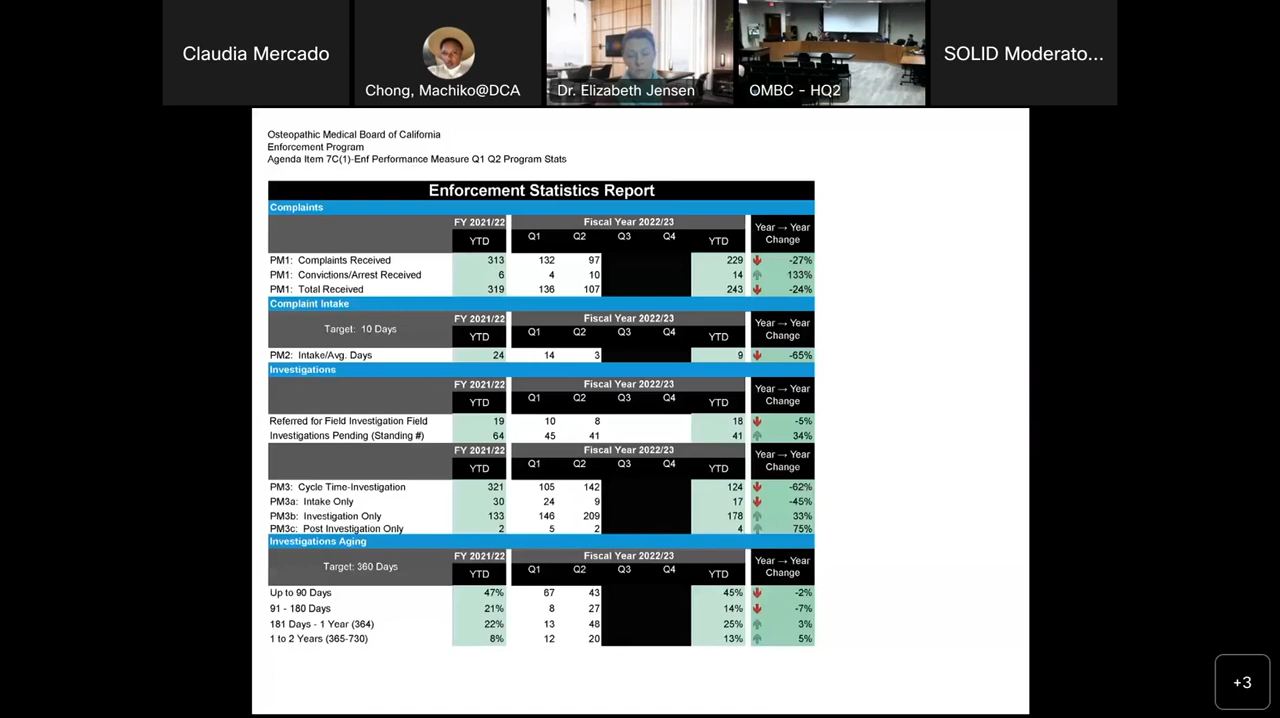 Claudia Mercado
Chong, Machiko@DCA
Dr. Elizabeth Jensen
OMBC - HQ2
SOLID Moderato...
Osteopathic Medical Board of California
Enforcement Program
Agenda Item 7C(1)-Enf Performance Measure Q1 Q2 Program Stats
Enforcement Statistics Report
Complaints
FY 2021/22 Fiscal Year 2022/23 Year → Year Change
YTD Q1 Q2 Q3 Q4 YTD
PM1: Complaints Received 313 132 97 229 -27%
PM1: Convictions/Arrest Received 6 4 10 14 133%
PM1: Total Received 319 136 107 243 -24%
Complaint Intake
Target: 10 Days FY 2021/22 Fiscal Year 2022/23 Year → Year Change
YTD Q1 Q2 Q3 Q4 YTD
PM2: Intake/Avg. Days 24 14 3 9 -65%
Investigations
FY 2021/22 Fiscal Year 2022/23 Year → Year Change
YTD Q1 Q2 Q3 Q4 YTD
Referred for Field Investigation Field 19 10 8 18 -5%
Investigations Pending (Standing #) 64 45 41 41 34%
FY 2021/22 Fiscal Year 2022/23 Year → Year Change
YTD Q1 Q2 Q3 Q4 YTD
PM3: Cycle Time-Investigation 321 105 142 124 -62%
PM3a: Intake Only 30 24 9 17 -45%
PM3b: Investigation Only 133 146 209 178 33%
PM3c: Post Investigation Only 2 5 2 4 75%
Investigations Aging
Target: 360 Days FY 2021/22 Fiscal Year 2022/23 Year → Year Change
YTD Q1 Q2 Q3 Q4 YTD
Up to 90 Days 47% 67 43 45% -2%
91 - 180 Days 21% 8 27 14% -7%
181 Days - 1 Year (364) 22% 13 48 25% 3%
1 to 2 Years (365-730) 8% 12 20 13% 5%
+3